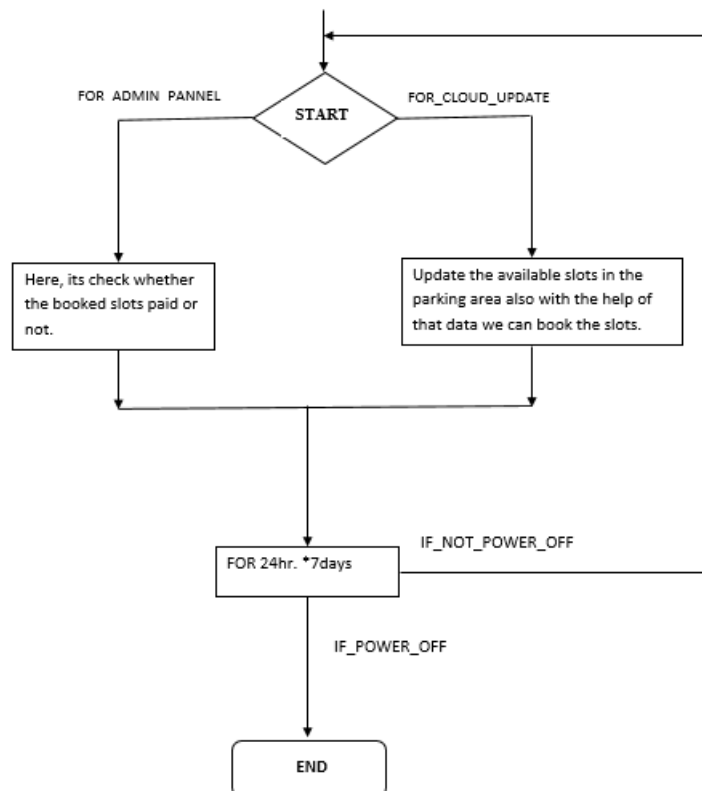 FOR ADMIN PANNEL
FOR_CLOUD_UPDATE
START
Here, its check whether
the booked slots paid or
not.
Update the available slots in the
parking area also with the help of
that data we can book the slots.
IF_NOT_POWER_OFF
FOR 24hr. *7days
IF_POWER_OFF
END